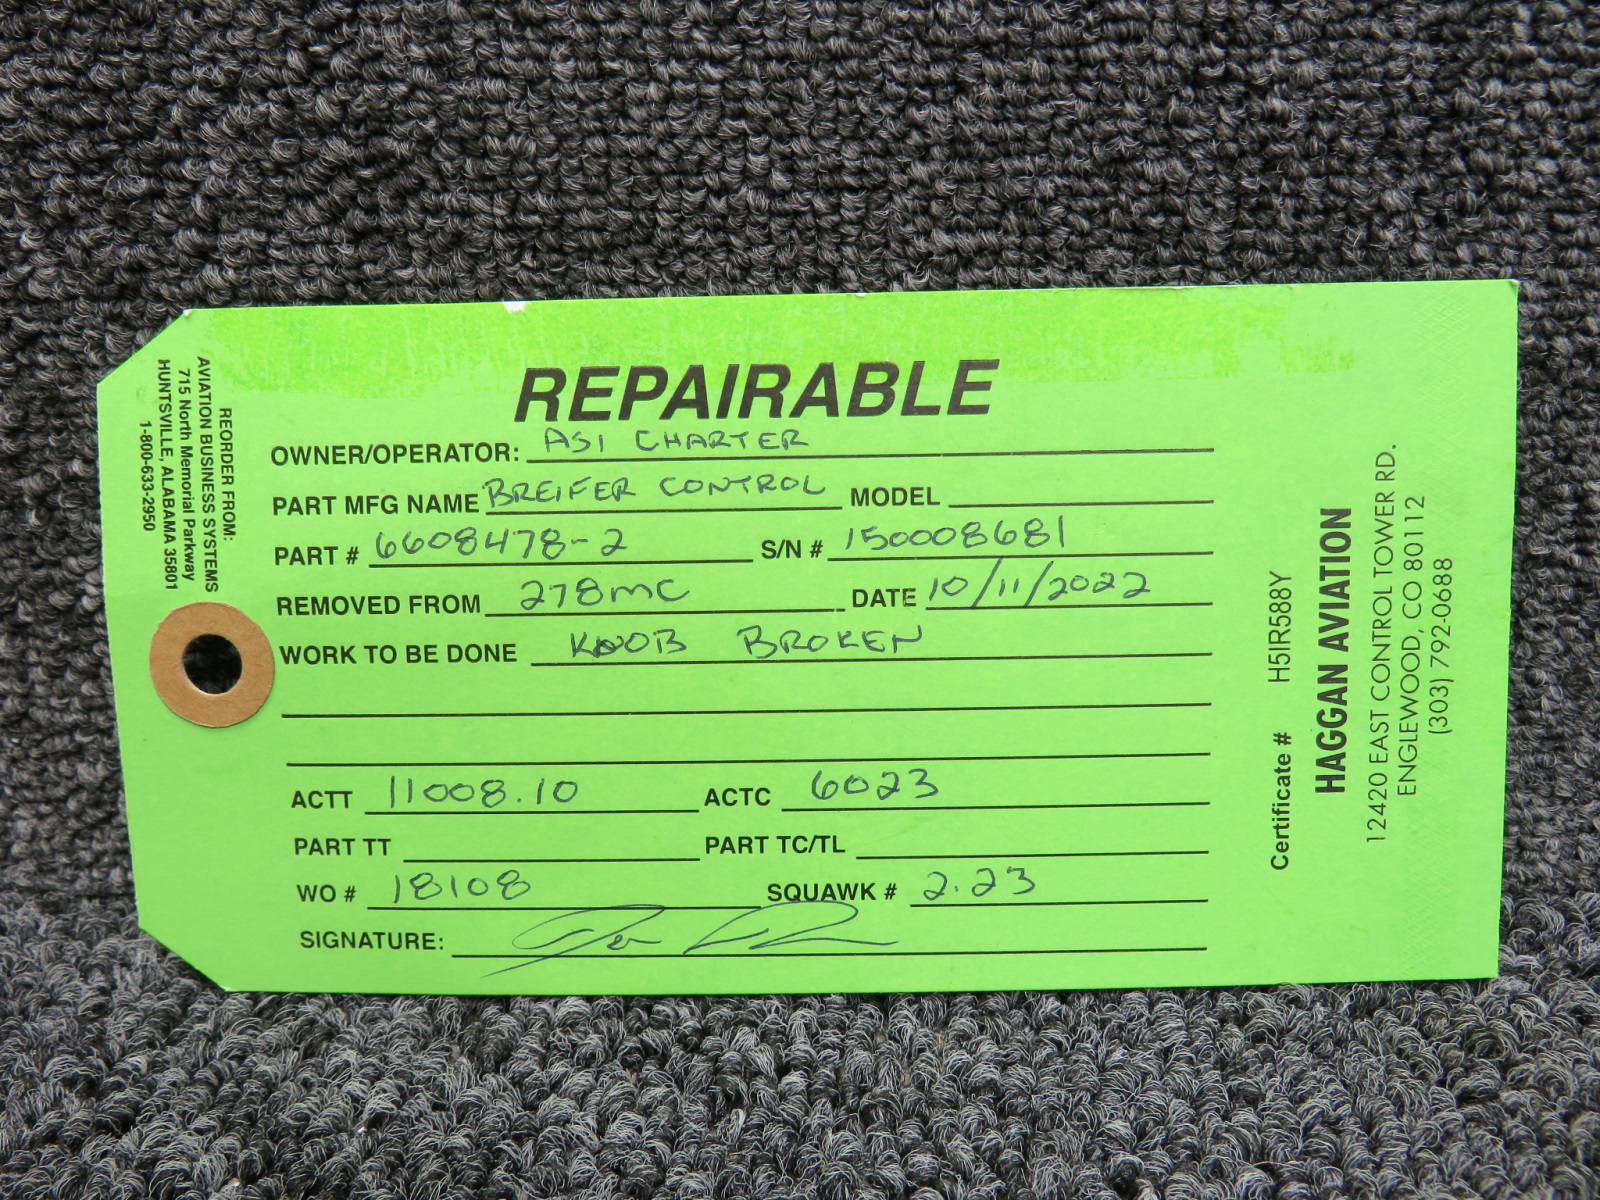 REPAIRABLE
OWNER/OPERATOR: ASI CHARTER
PART MFG NAME BREIFER CONTROL MODEL
PART # 6608478-2 S/N # 150008681
REMOVED FROM 278MC DATE 10/11/2022
WORK TO BE DONE KNOB BROKEN
ACTT 11008.10 ACTC 6023
PART TT PART TC/TL
WO # 18108 SQUAWK # 2.23
SIGNATURE:
REORDER FROM:
AVIATION BUSINESS SYSTEMS
715 North Memorial Parkway
HUNTSVILLE, ALABAMA 35801
1-800-633-2950
Certificate # H5IR588Y
HAGGAN AVIATION
12420 EAST CONTROL TOWER RD.
ENGLEWOOD, CO 80112
(303) 792-0688